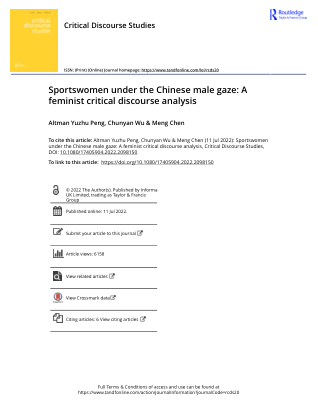 critical
discourse
studies
Critical Discourse Studies
Routledge
Taylor & Francis Group
ISSN: (Print) (Online) Journal homepage: https://www.tandfonline.com/loi/rcds20
Sportswomen under the Chinese male gaze: A
feminist critical discourse analysis
Altman Yuzhu Peng, Chunyan Wu & Meng Chen
To cite this article: Altman Yuzhu Peng, Chunyan Wu & Meng Chen (11 Jul 2022): Sportswomen
under the Chinese male gaze: A feminist critical discourse analysis, Critical Discourse Studies,
DOI: 10.1080/17405904.2022.2098150
To link to this article: https://doi.org/10.1080/17405904.2022.2098150
© 2022 The Author(s). Published by Informa
UK Limited, trading as Taylor & Francis
Group
Published online: 11 Jul 2022.
Submit your article to this journal
Article views: 6158
View related articles
View Crossmark data
Citing articles: 6 View citing articles
Full Terms & Conditions of access and use can be found at
https://www.tandfonline.com/action/journalInformation?journalCode=rcds20